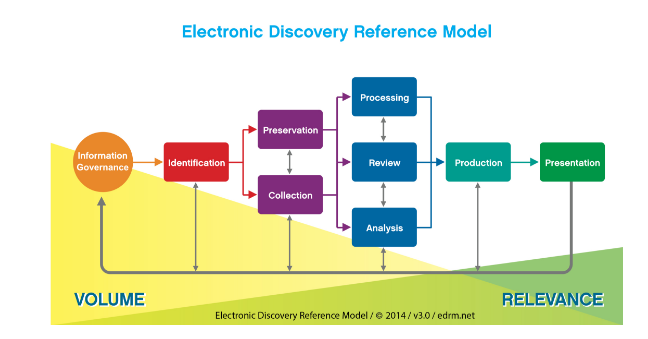 Electronic Discovery Reference Model
Processing
Preservation
Information
Governance
Identification
Review
Production
Presentation
Collection
Analysis
VOLUME
RELEVANCE
Electronic Discovery Reference Model / © 2014 / v3.0 / edrm.net